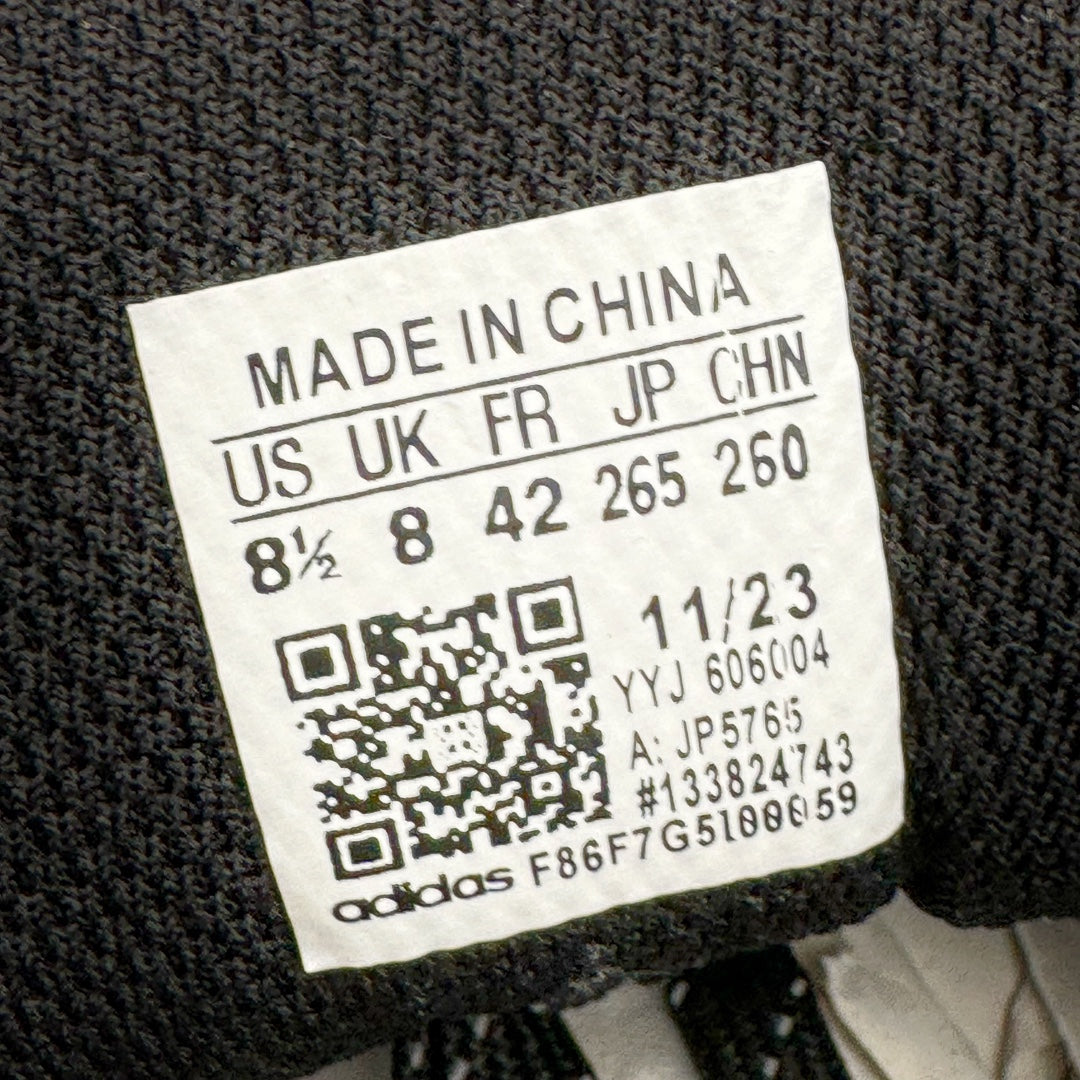 MADE IN CHINA
US UK FR JP CHN
8½ 8 42 265 260
11/23
YYJ 606004
A: JP5765
#133824743
adidas F86F7G5100059